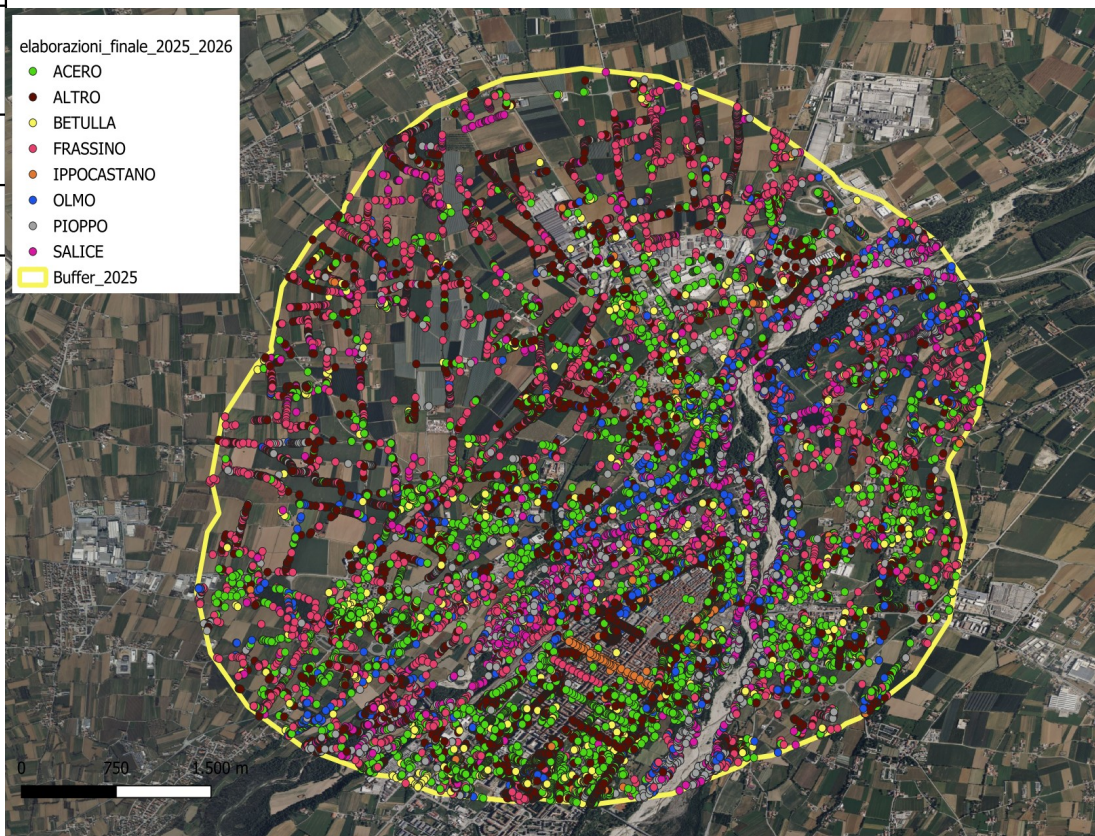 elaborazioni_finale_2025_2026
ACERO
ALTRO
BETULLA
FRASSINO
IPPOCASTANO
OLMO
PIOPPO
SALICE
Buffer_2025
0 750 1.500 m